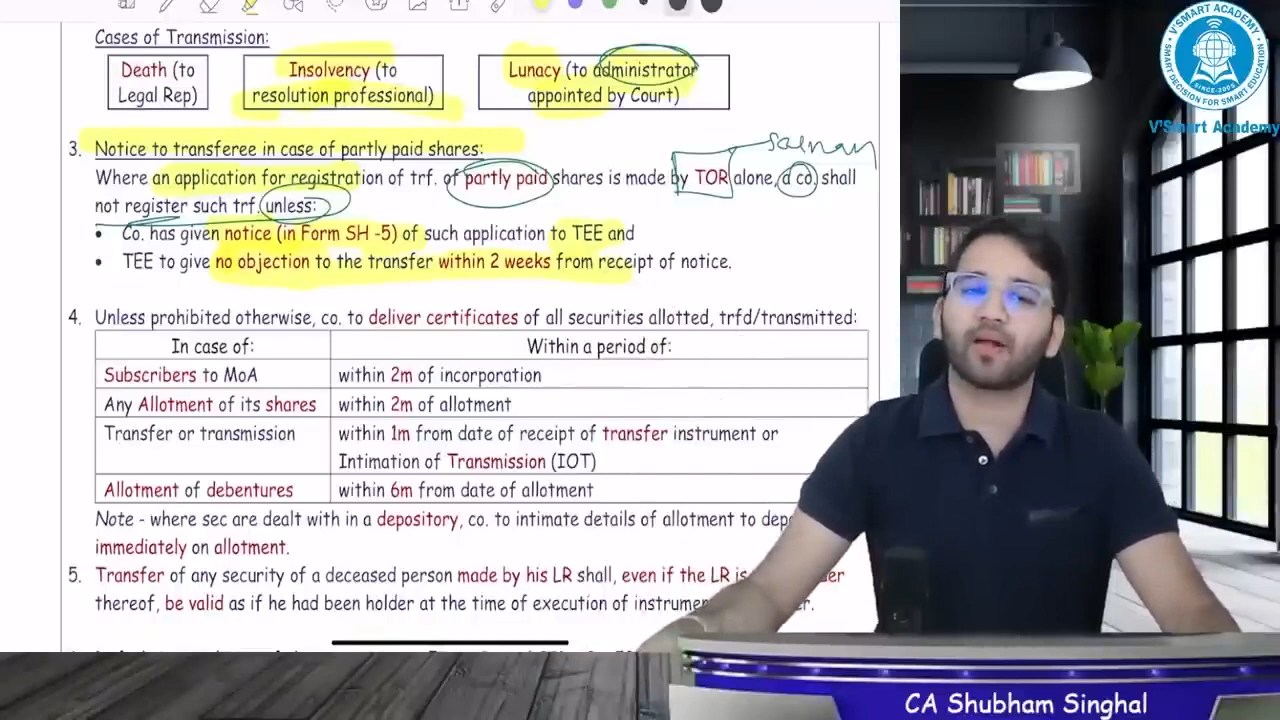 Cases of Transmission:
Death (to
Legal Rep)
Insolvency (to
resolution professional)
Lunacy (to administrator
appointed by Court)
3. Notice to transferee in case of partly paid shares:
Salman
Where an application for registration of trf. of partly paid shares is made by TOR alone, a co. shall
not register such trf. unless:
• Co. has given notice (in Form SH -5) of such application to TEE and
• TEE to give no objection to the transfer within 2 weeks from receipt of notice.
4. Unless prohibited otherwise, co. to deliver certificates of all securities allotted, trfd/transmitted:
In case of: Within a period of:
Subscribers to MoA within 2m of incorporation
Any Allotment of its shares within 2m of allotment
Transfer or transmission within 1m from date of receipt of transfer instrument or
Intimation of Transmission (IOT)
Allotment of debentures within 6m from date of allotment
Note - where sec are dealt with in a depository, co. to intimate details of allotment to
immediately on allotment.
5. Transfer of any security of a deceased person made by his LR shall, even if the LR is
thereof, be valid as if he had been holder at the time of execution of
V'SMART ACADEMY
SINCE-2005
SMART DECISION FOR SMART EDUCATION
V'Smart Academy
CA Shubham Singhal